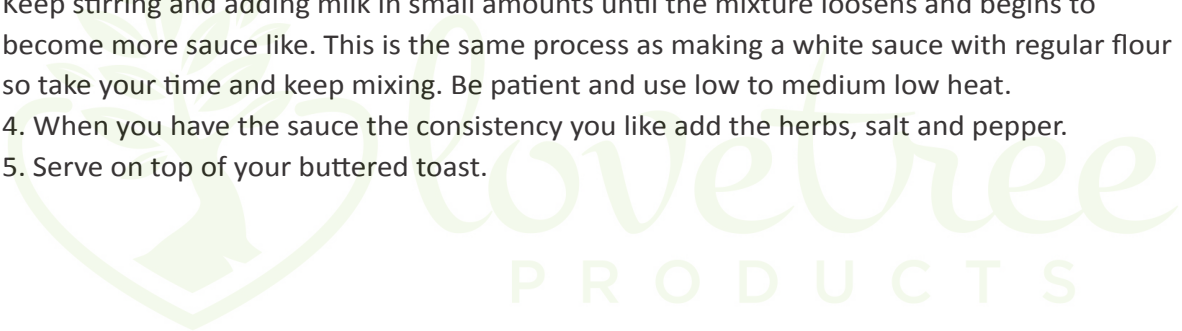 Keep stirring and adding milk in small amounts until the mixture loosens and begins to
become more sauce like. This is the same process as making a white sauce with regular flour
so take your time and keep mixing. Be patient and use low to medium low heat.
4. When you have the sauce the consistency you like add the herbs, salt and pepper.
5. Serve on top of your buttered toast.
lovetree
PRODUCTS